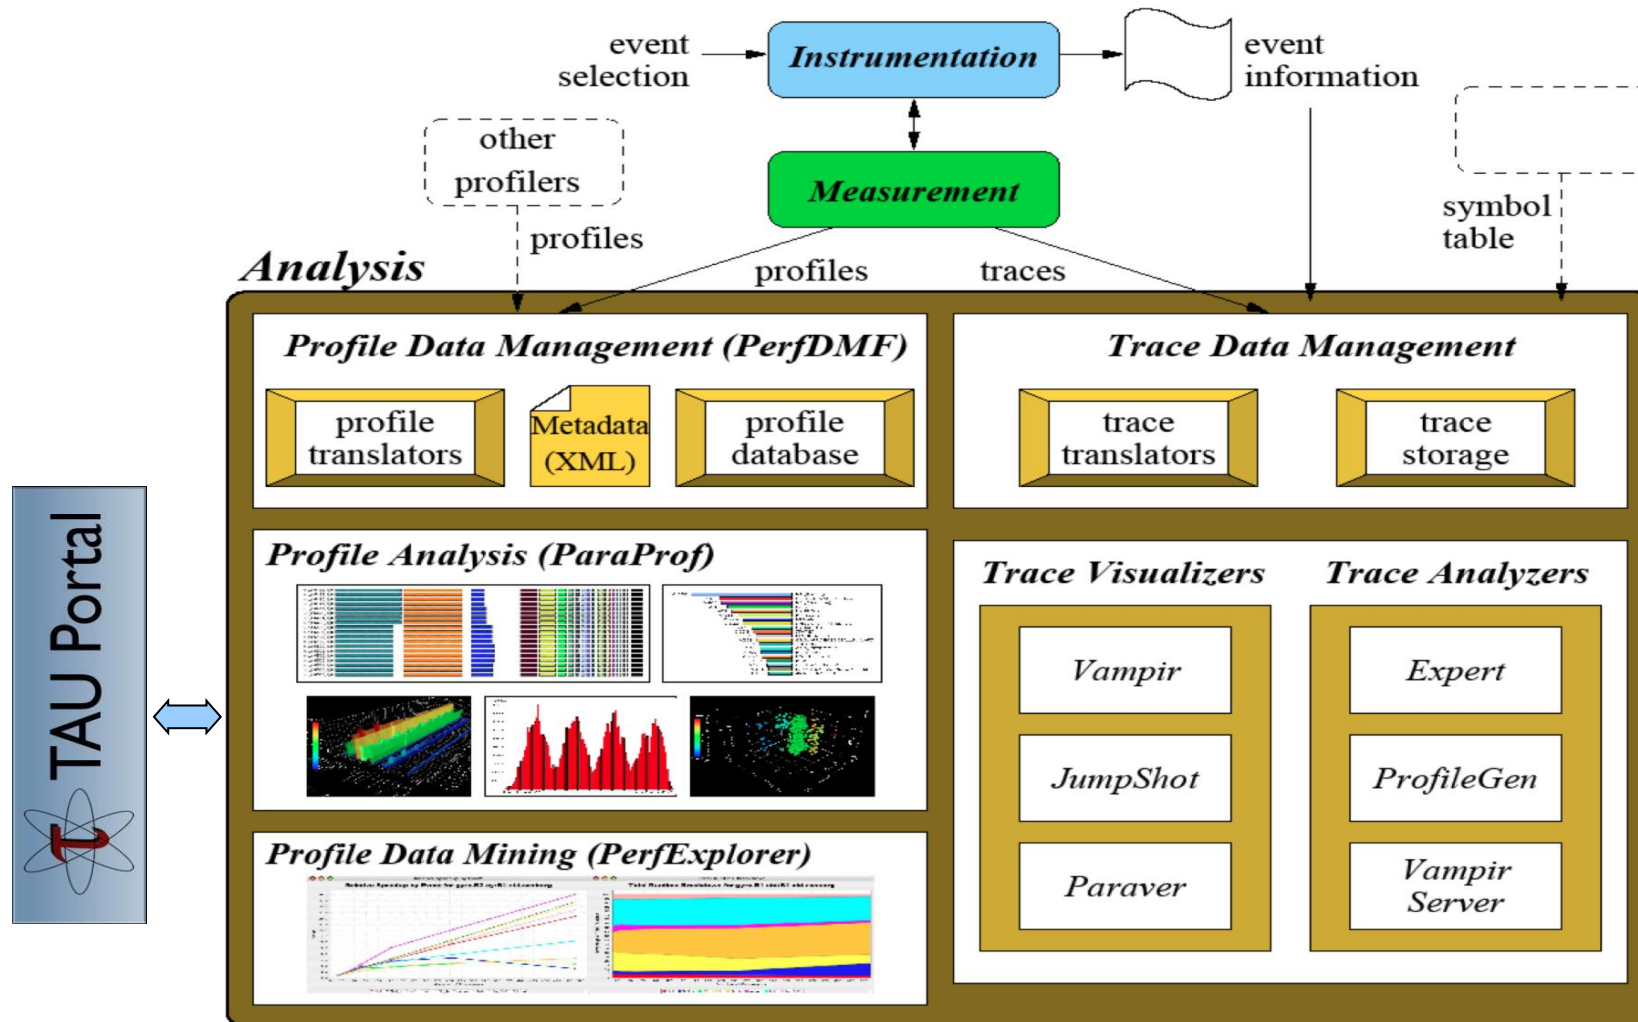 event
selection
Instrumentation
event
information
other
profilers
Measurement
symbol
table
profiles
profiles
traces
Analysis
Profile Data Management (PerfDMF)
profile
translators
Metadata
(XML)
profile
database
Trace Data Management
trace
translators
trace
storage
TAU Portal
Profile Analysis (ParaProf)
Trace Visualizers
Vampir
JumpShot
Paraver
Trace Analyzers
Expert
ProfileGen
Vampir
Server
Profile Data Mining (PerfExplorer)